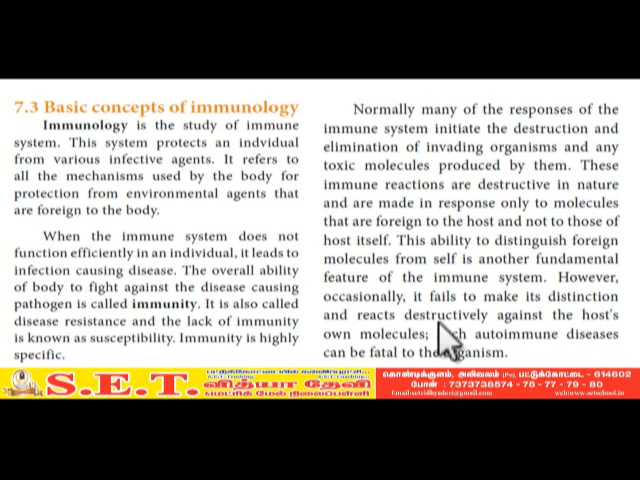 7.3 Basic concepts of immunology
Immunology is the study of immune
system. This system protects an indvidual
from various infective agents. It refers to
all the mechanisms used by the body for
protection from environmental agents that
are foreign to the body.
When the immune system does not
function efficiently in an individual, it leads to
infection causing disease. The overall ability
of body to fight against the disease causing
pathogen is called immunity. It is also called
disease resistance and the lack of immunity
is known as susceptibility. Immunity is highly
specific.
Normally many of the responses of the
immune system initiate the destruction and
elimination of invading organisms and any
toxic molecules produced by them. These
immune reactions are destructive in nature
and are made in response only to molecules
that are foreign to the host and not to those of
host itself. This ability to distinguish foreign
molecules from self is another fundamental
feature of the immune system. However,
occasionally, it fails to make its distinction
and reacts destructively against the host's
own molecules; autoimmune diseases
can be fatal to the organism.
S.E.T. வித்யா தேவி
மெட்ரிக் மேல் நிலைப்பள்ளி
கொண்டிக்குளம், அலிவலம் (Po), பட்டுக்கோட்டை - 614602
போன் : 7373738574 - 75 - 77 - 79 - 80
Email:setvidhyadevi@gmail.com web:www.setschool.in